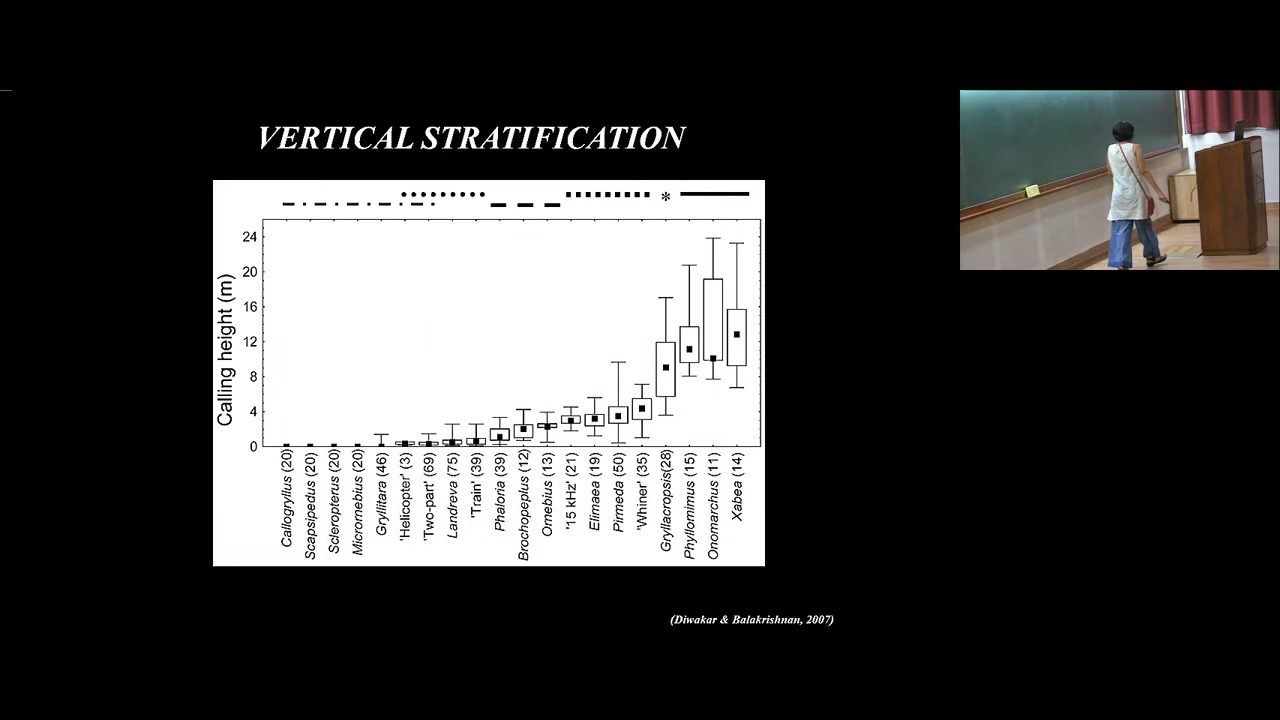 VERTICAL STRATIFICATION
*
Calling height (m)
24
20
16
12
8
4
0
Callogryllus (20)
Scapsipedus (20)
Scleropterus (20)
Micrornebius (20)
Gryllitara (46)
'Helicopter' (3)
'Two-part' (69)
Landreva (75)
'Train' (39)
Phaloria (39)
Brochopeplus (12)
Ornebius (13)
'15 kHz' (21)
Elimaea (19)
Pirmeda (50)
'Whiner' (35)
Gryllacropsis(28)
Phyllomimus (15)
Onomarchus (11)
Xabea (14)
(Diwakar & Balakrishnan, 2007)